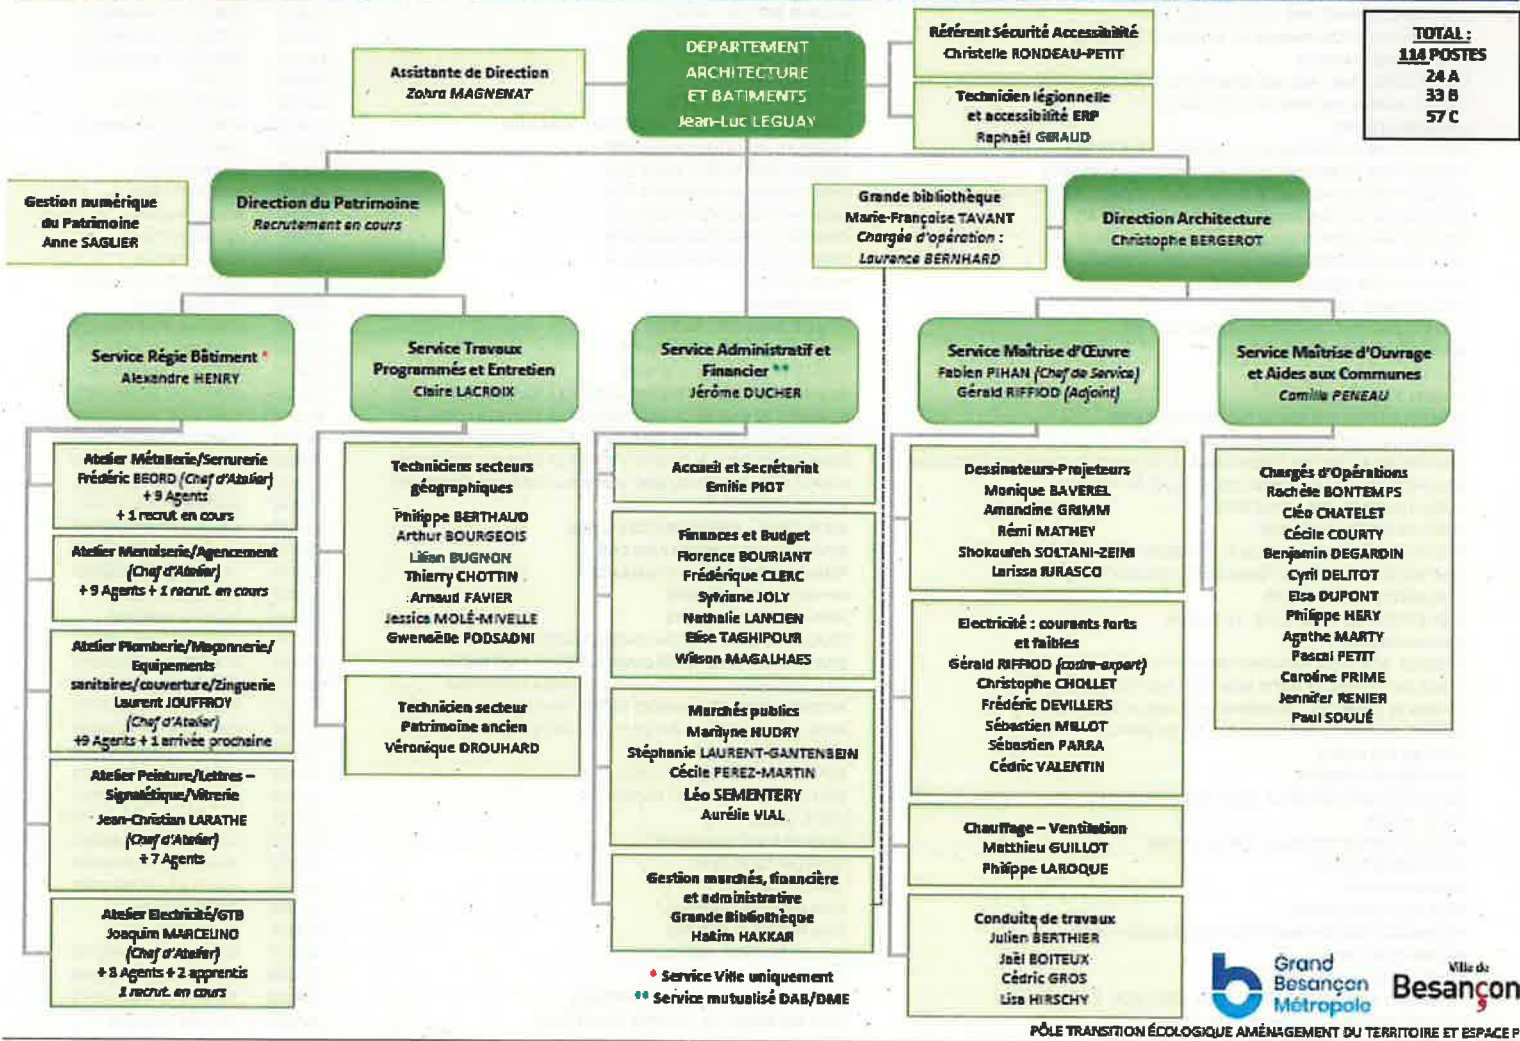 DEPARTEMENT
ARCHITECTURE
ET BATIMENTS
Jean-Luc LEGUAY
Assistante de Direction
Zohra MAGNENAT
Référent Sécurité Accessibilité
Christelle RONDEAU-PETIT
Technicien légionnelle
et accessibilité ERP
Raphaël GIRAUD
TOTAL :
114 POSTES
24 A
33 B
57 C
Gestion numérique
du Patrimoine
Anne SAGLIER
Direction du Patrimoine
Recrutement en cours
Grande bibliothèque
Marie-Françoise TAVANT
Chargée d'opération :
Laurence BERNHARD
Direction Architecture
Christophe BERGEROT
Service Régie Bâtiment *
Alexandre HENRY
Service Travaux
Programmés et Entretien
Claire LACROIX
Service Administratif et
Financier **
Jérôme DUCHER
Service Maîtrise d'Œuvre
Fabien PIHAN (Chef de Service)
Gérald RIFFIOD (Adjoint)
Service Maîtrise d'Ouvrage
et Aides aux Communes
Camille PENEAU
Atelier Métallerie/Serrurerie
Frédéric BEORD (Chef d'Atelier)
+ 9 Agents
+ 1 recrut en cours
Atelier Menuiserie/Agencement
(Chef d'Atelier)
+ 9 Agents + 1 recrut. en cours
Atelier Plomberie/Maçonnerie/
Equipements
sanitaires/couverture/Zinguerie
Laurent JOUFFROY
(Chef d'Atelier)
+9 Agents + 1 arrivée prochaine
Atelier Peinture/Lettres –
Signalétique/Vitrerie
Jean-Christian LARATHE
(Chef d'Atelier)
+ 7 Agents
Atelier Electricité/GTB
Joaquim MARCELINO
(Chef d'Atelier)
+ 8 Agents + 2 apprentis
1 recrut. en cours
Techniciens secteurs
géographiques
Philippe BERTHAUD
Arthur BOURGEOIS
Lilian BUGNON
Thierry CHOTTIN
Arnaud FAVIER
Jessica MOLÉ-MIVELLE
Gwenaëlle PODSADNI
Technicien secteur
Patrimoine ancien
Véronique DROUHARD
Accueil et Secrétariat
Emilie PIOT
Finances et Budget
Florence BOURIANT
Frédérique CLERC
Sylviane JOLY
Nathalie LANCIEN
Elise TAGHIPOUR
Wilson MAGALHAES
Marchés publics
Marilyne HUDRY
Stéphanie LAURENT-GANTENBEIN
Cécile PEREZ-MARTIN
Léo SEMENTERY
Aurélie VIAL
Gestion marchés, financière
et administrative
Grande Bibliothèque
Hakim HAKKAR
* Service Ville uniquement
** Service mutualisé DAB/DME
Dessinateurs-Projeteurs
Monique BAVEREL
Amandine GRIMM
Rémi MATHEY
Shokoufeh SOLTANI-ZEINI
Larissa IURASCO
Electricité : courants forts
et faibles
Gérald RIFFIOD (cadre-expert)
Christophe CHOLLET
Frédéric DEVILLERS
Sébastien MILLOT
Sébastien PARRA
Cédric VALENTIN
Chauffage – Ventilation
Matthieu GUILLOT
Philippe LAROQUE
Conduite de travaux
Julien BERTHIER
Joël BOITEUX
Cédric GROS
Lisa HIRSCHY
Chargés d'Opérations
Rachèle BONTEMPS
Cléo CHATELET
Cécile COURTY
Benjamin DEGARDIN
Cyril DELITOT
Elsa DUPONT
Philippe HERY
Agathe MARTY
Pascal PETIT
Caroline PRIME
Jennifer RENIER
Paul SOULIÉ
Grand
Besançon
Métropole
Ville de
Besançon
PÔLE TRANSITION ÉCOLOGIQUE AMÉNAGEMENT DU TERRITOIRE ET ESPACE P